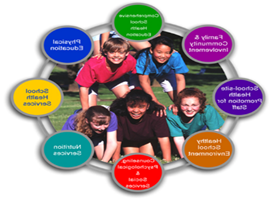 Comprehensive
School
Health
Education
Family &
Community
Involvement
School-site
Health
Promotion for
Staff
Healthy
School
Environment
Counseling
Psychological
&
Social
Services
Nutrition
Services
School
Health
Services
Physical
Education